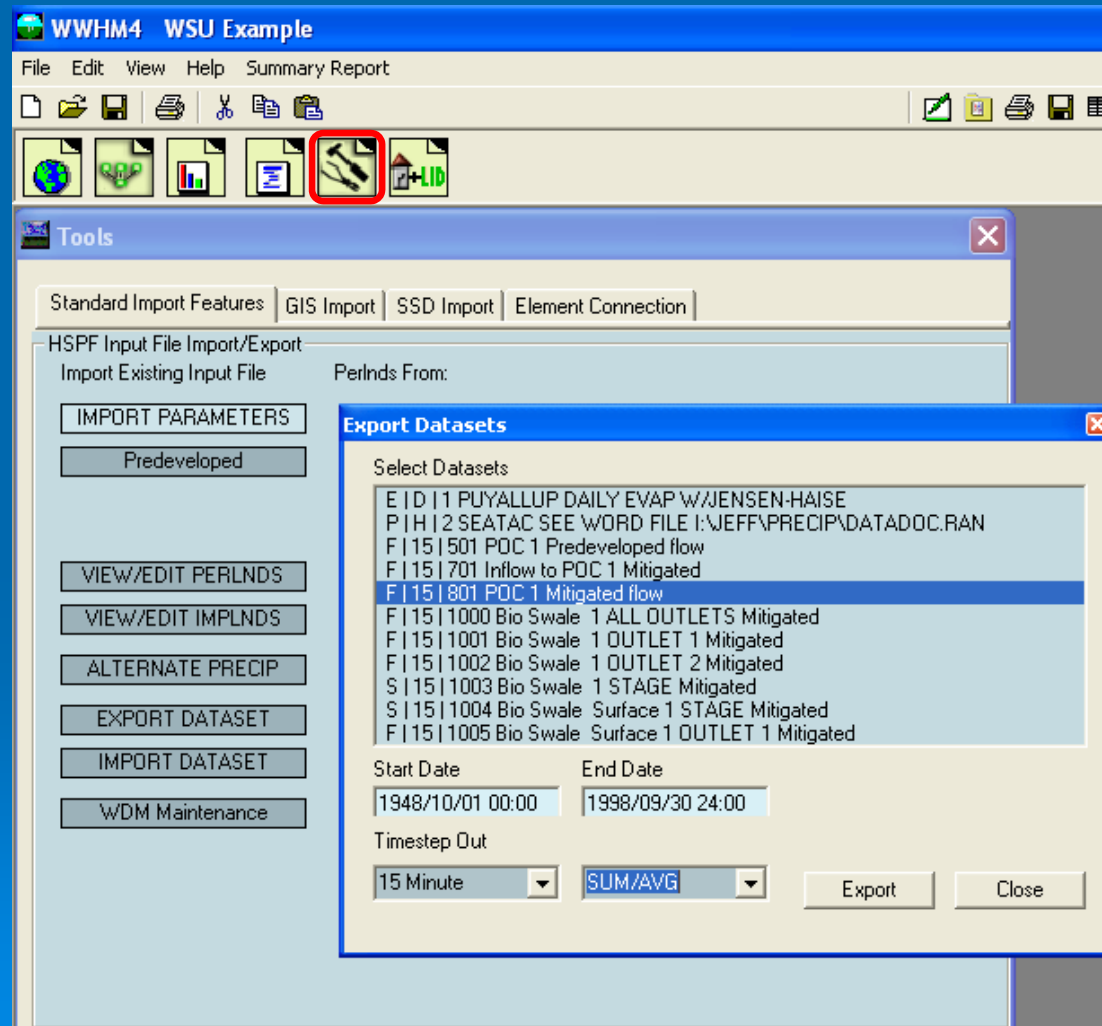 WWHM4 WSU Example
File Edit View Help Summary Report
+LID
Tools
Standard Import Features GIS Import SSD Import Element Connection
HSPF Input File Import/Export
Import Existing Input File Perlnds From:
IMPORT PARAMETERS
Predeveloped
VIEW/EDIT PERLNDS
VIEW/EDIT IMPLNDS
ALTERNATE PRECIP
EXPORT DATASET
IMPORT DATASET
WDM Maintenance
Export Datasets
Select Datasets
E | D | 1 PUYALLUP DAILY EVAP W/JENSEN-HAISE
P | H | 2 SEATAC SEE WORD FILE I:\JEFF\PRECIP\DATADOC.RAN
F | 15 | 501 POC 1 Predeveloped flow
F | 15 | 701 Inflow to POC 1 Mitigated
F | 15 | 801 POC 1 Mitigated flow
F | 15 | 1000 Bio Swale 1 ALL OUTLETS Mitigated
F | 15 | 1001 Bio Swale 1 OUTLET 1 Mitigated
F | 15 | 1002 Bio Swale 1 OUTLET 2 Mitigated
S | 15 | 1003 Bio Swale 1 STAGE Mitigated
S | 15 | 1004 Bio Swale Surface 1 STAGE Mitigated
F | 15 | 1005 Bio Swale Surface 1 OUTLET 1 Mitigated
Start Date End Date
1948/10/01 00:00 1998/09/30 24:00
Timestep Out
15 Minute SUM/AVG Export Close